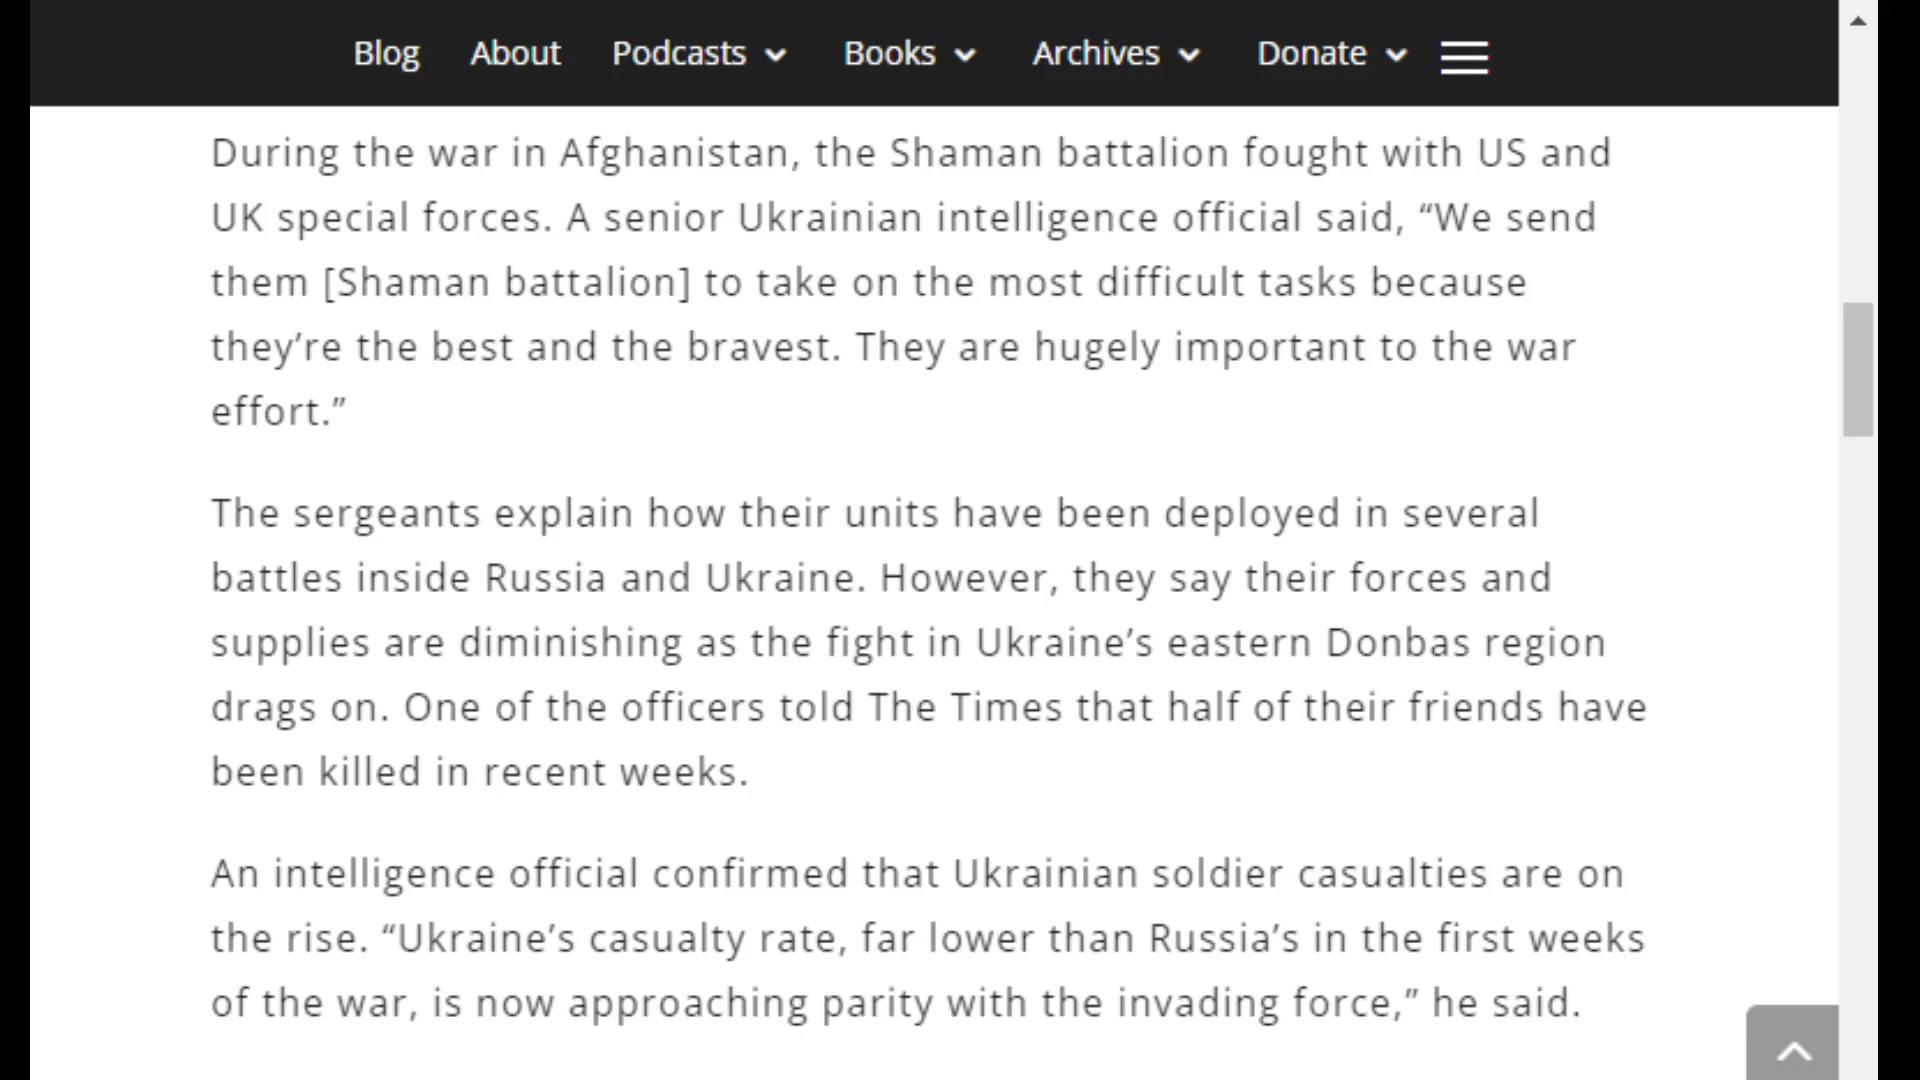 Blog About Podcasts Books Archives Donate
During the war in Afghanistan, the Shaman battalion fought with US and
UK special forces. A senior Ukrainian intelligence official said, “We send
them [Shaman battalion] to take on the most difficult tasks because
they’re the best and the bravest. They are hugely important to the war
effort.”
The sergeants explain how their units have been deployed in several
battles inside Russia and Ukraine. However, they say their forces and
supplies are diminishing as the fight in Ukraine’s eastern Donbas region
drags on. One of the officers told The Times that half of their friends have
been killed in recent weeks.
An intelligence official confirmed that Ukrainian soldier casualties are on
the rise. “Ukraine’s casualty rate, far lower than Russia’s in the first weeks
of the war, is now approaching parity with the invading force,” he said.